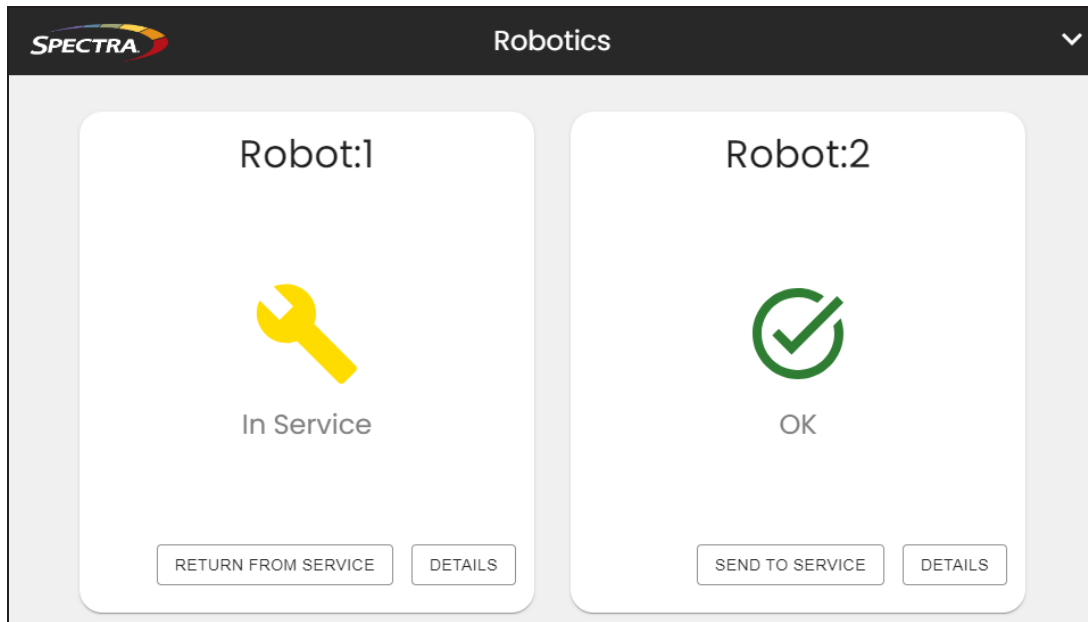 SPECTRA
Robotics
Robot:1
In Service
RETURN FROM SERVICE
DETAILS
Robot:2
OK
SEND TO SERVICE
DETAILS